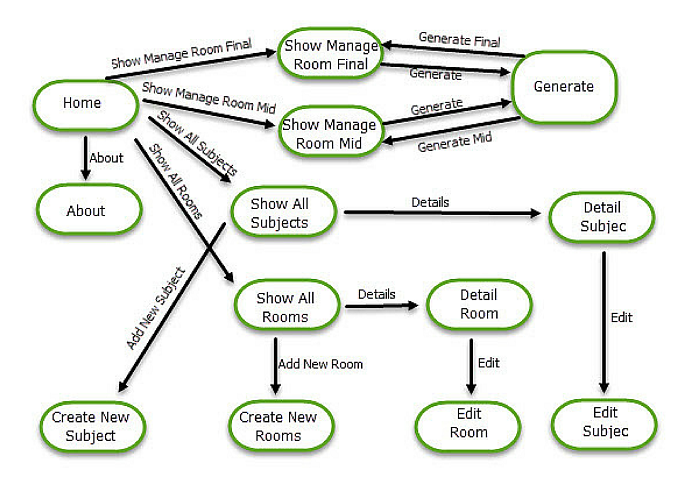 Show Manage Room Final
Show Manage
Room Final
Generate Final
Generate
Generate
Home
Show Manage Room Mid
Show Manage
Room Mid
Generate
Generate Mid
About
Show All Subjects
Show All Rooms
About
Show All
Subjects
Details
Detail
Subjec
Add New Subject
Show All
Rooms
Details
Detail
Room
Edit
Add New Room
Edit
Create New
Subject
Create New
Rooms
Edit
Room
Edit
Subjec